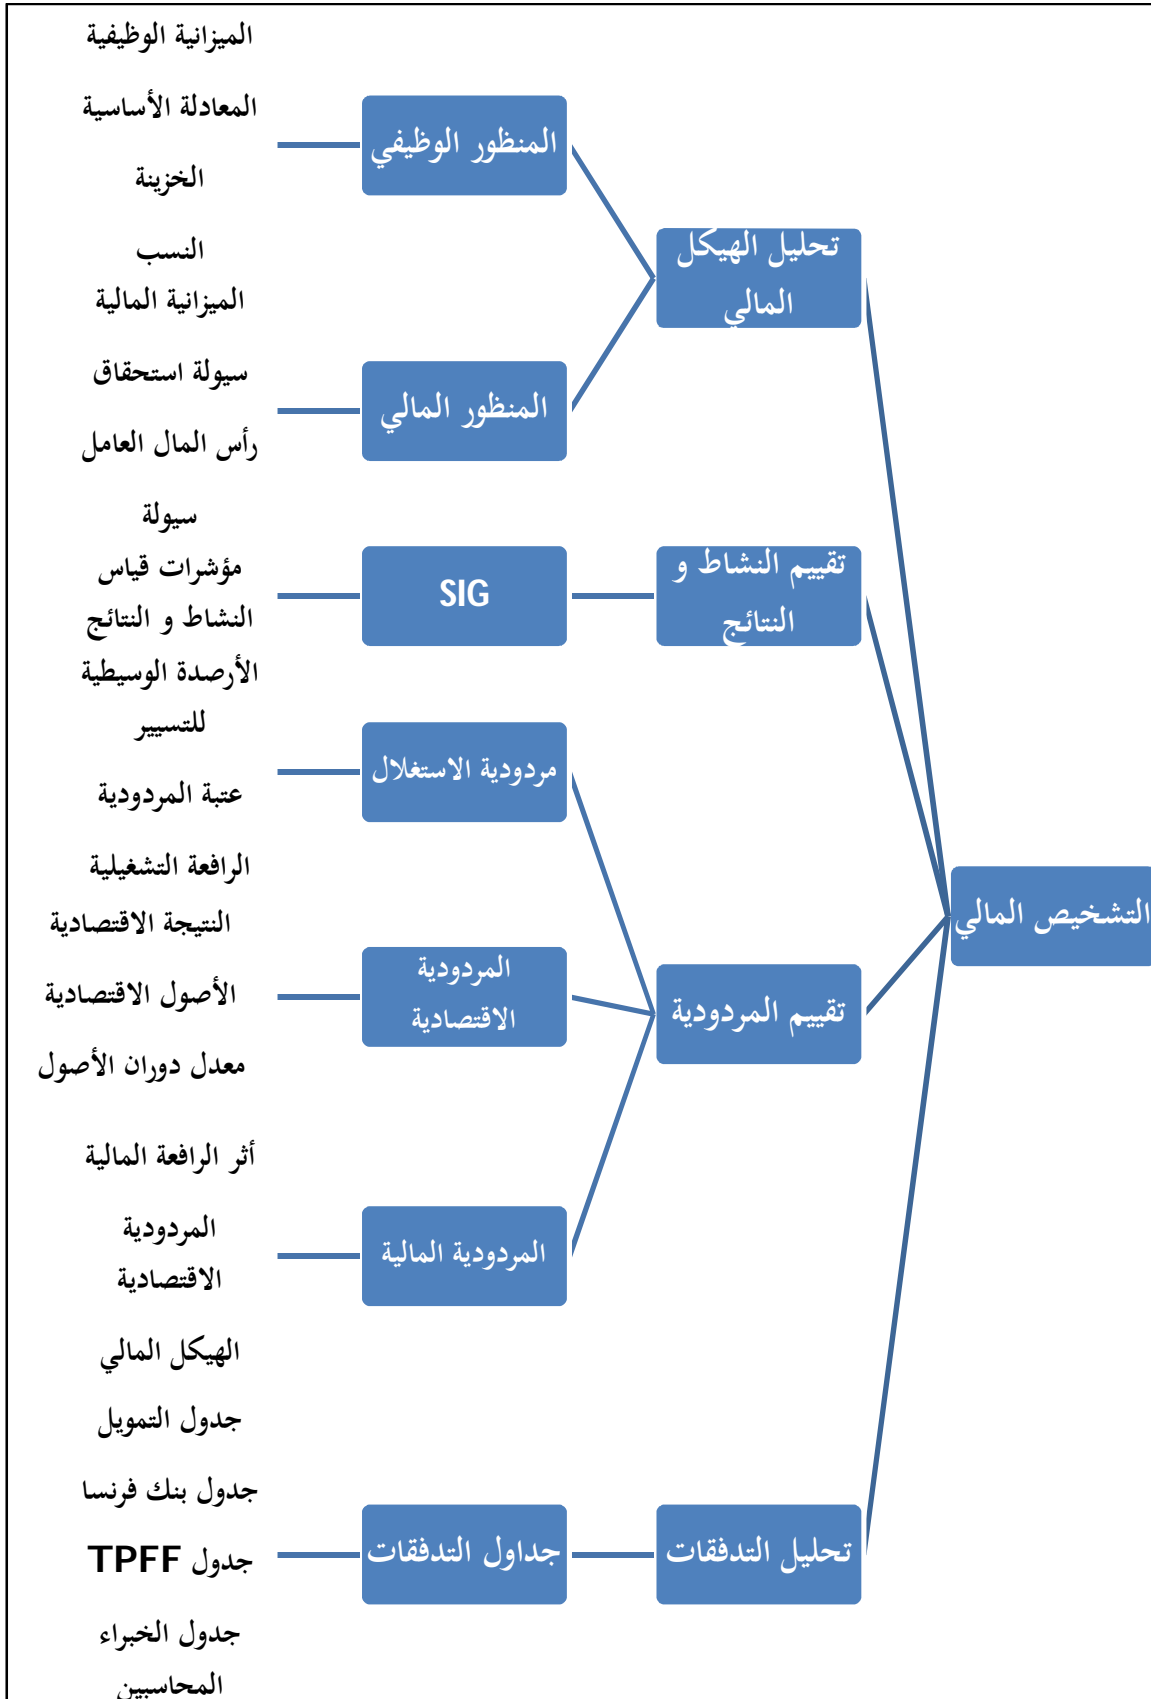 التشخيص المالي
تحليل الهيكل
المالي
المنظور الوظيفي
الميزانية الوظيفية
المعادلة الأساسية
الخزينة
النسب
المنظور المالي
الميزانية المالية
سيولة استحقاق
رأس المال العامل
سيولة
تقييم النشاط و
النتائج
SIG
مؤشرات قياس
النشاط و النتائج
الأرصدة الوسيطية
للتسيير
تقييم المردودية
مردودية الاستغلال
عتبة المردودية
الرافعة التشغيلية
المردودية
الاقتصادية
النتيجة الاقتصادية
الأصول الاقتصادية
معدل دوران الأصول
المردودية المالية
أثر الرافعة المالية
المردودية
الاقتصادية
الهيكل المالي
تحليل التدفقات
جداول التدفقات
جدول التمويل
جدول بنك فرنسا
جدول TPFF
جدول الخبراء
المحاسبين